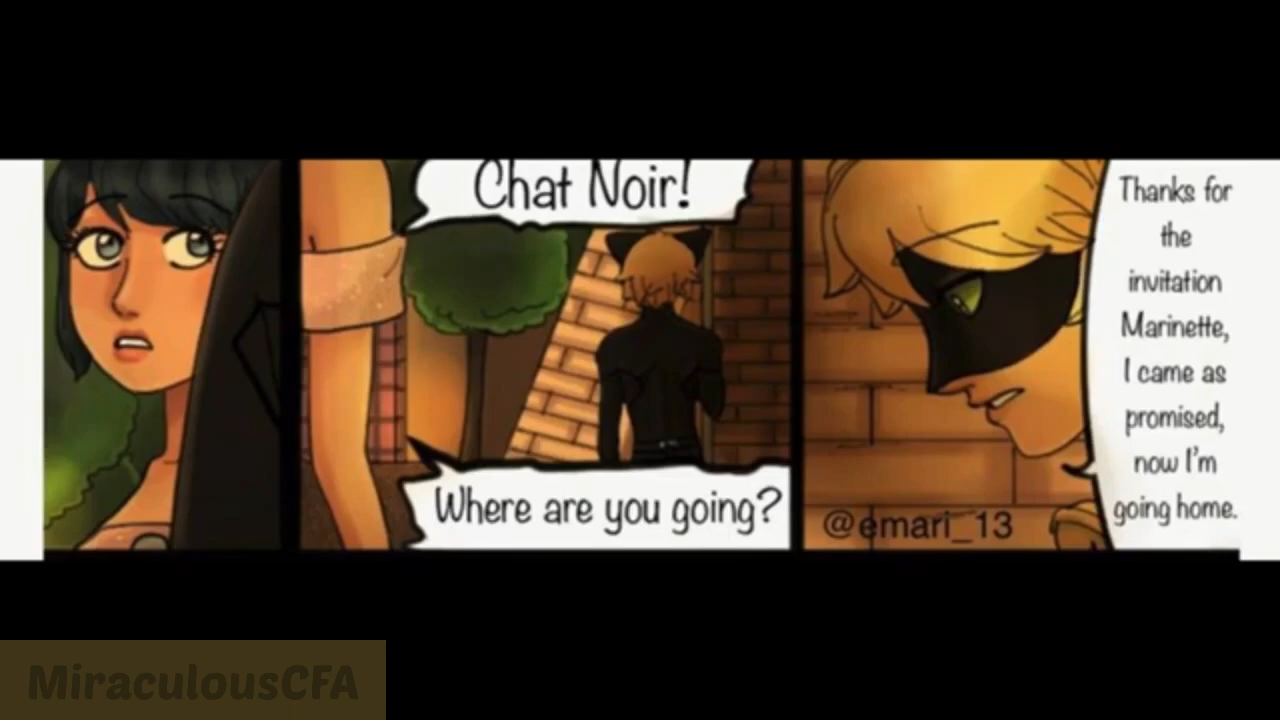 Chat Noir!
Where are you going?
Thanks for
the
invitation
Marinette,
I came as
promised,
now I'm
going home.
@emari_13
MiraculousCFA